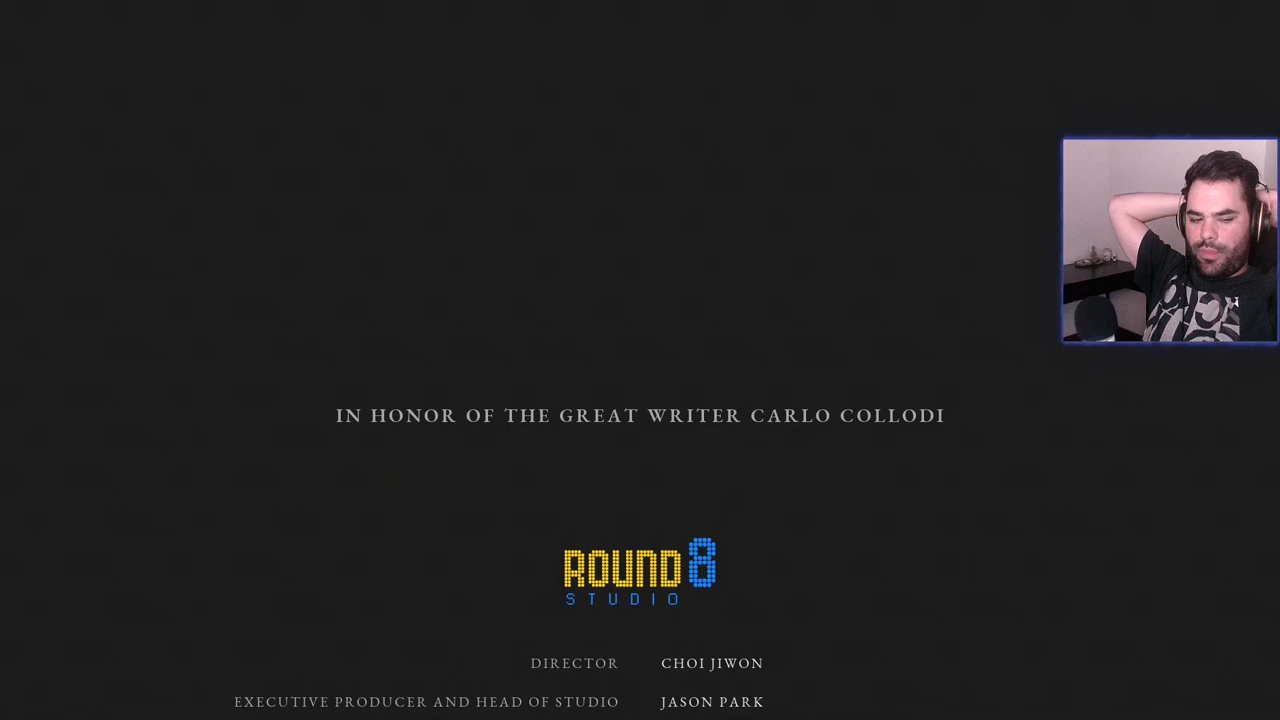 IN HONOR OF THE GREAT WRITER CARLO COLLODI
ROUND8
STUDIO
DIRECTOR CHOI JIWON
EXECUTIVE PRODUCER AND HEAD OF STUDIO JASON PARK